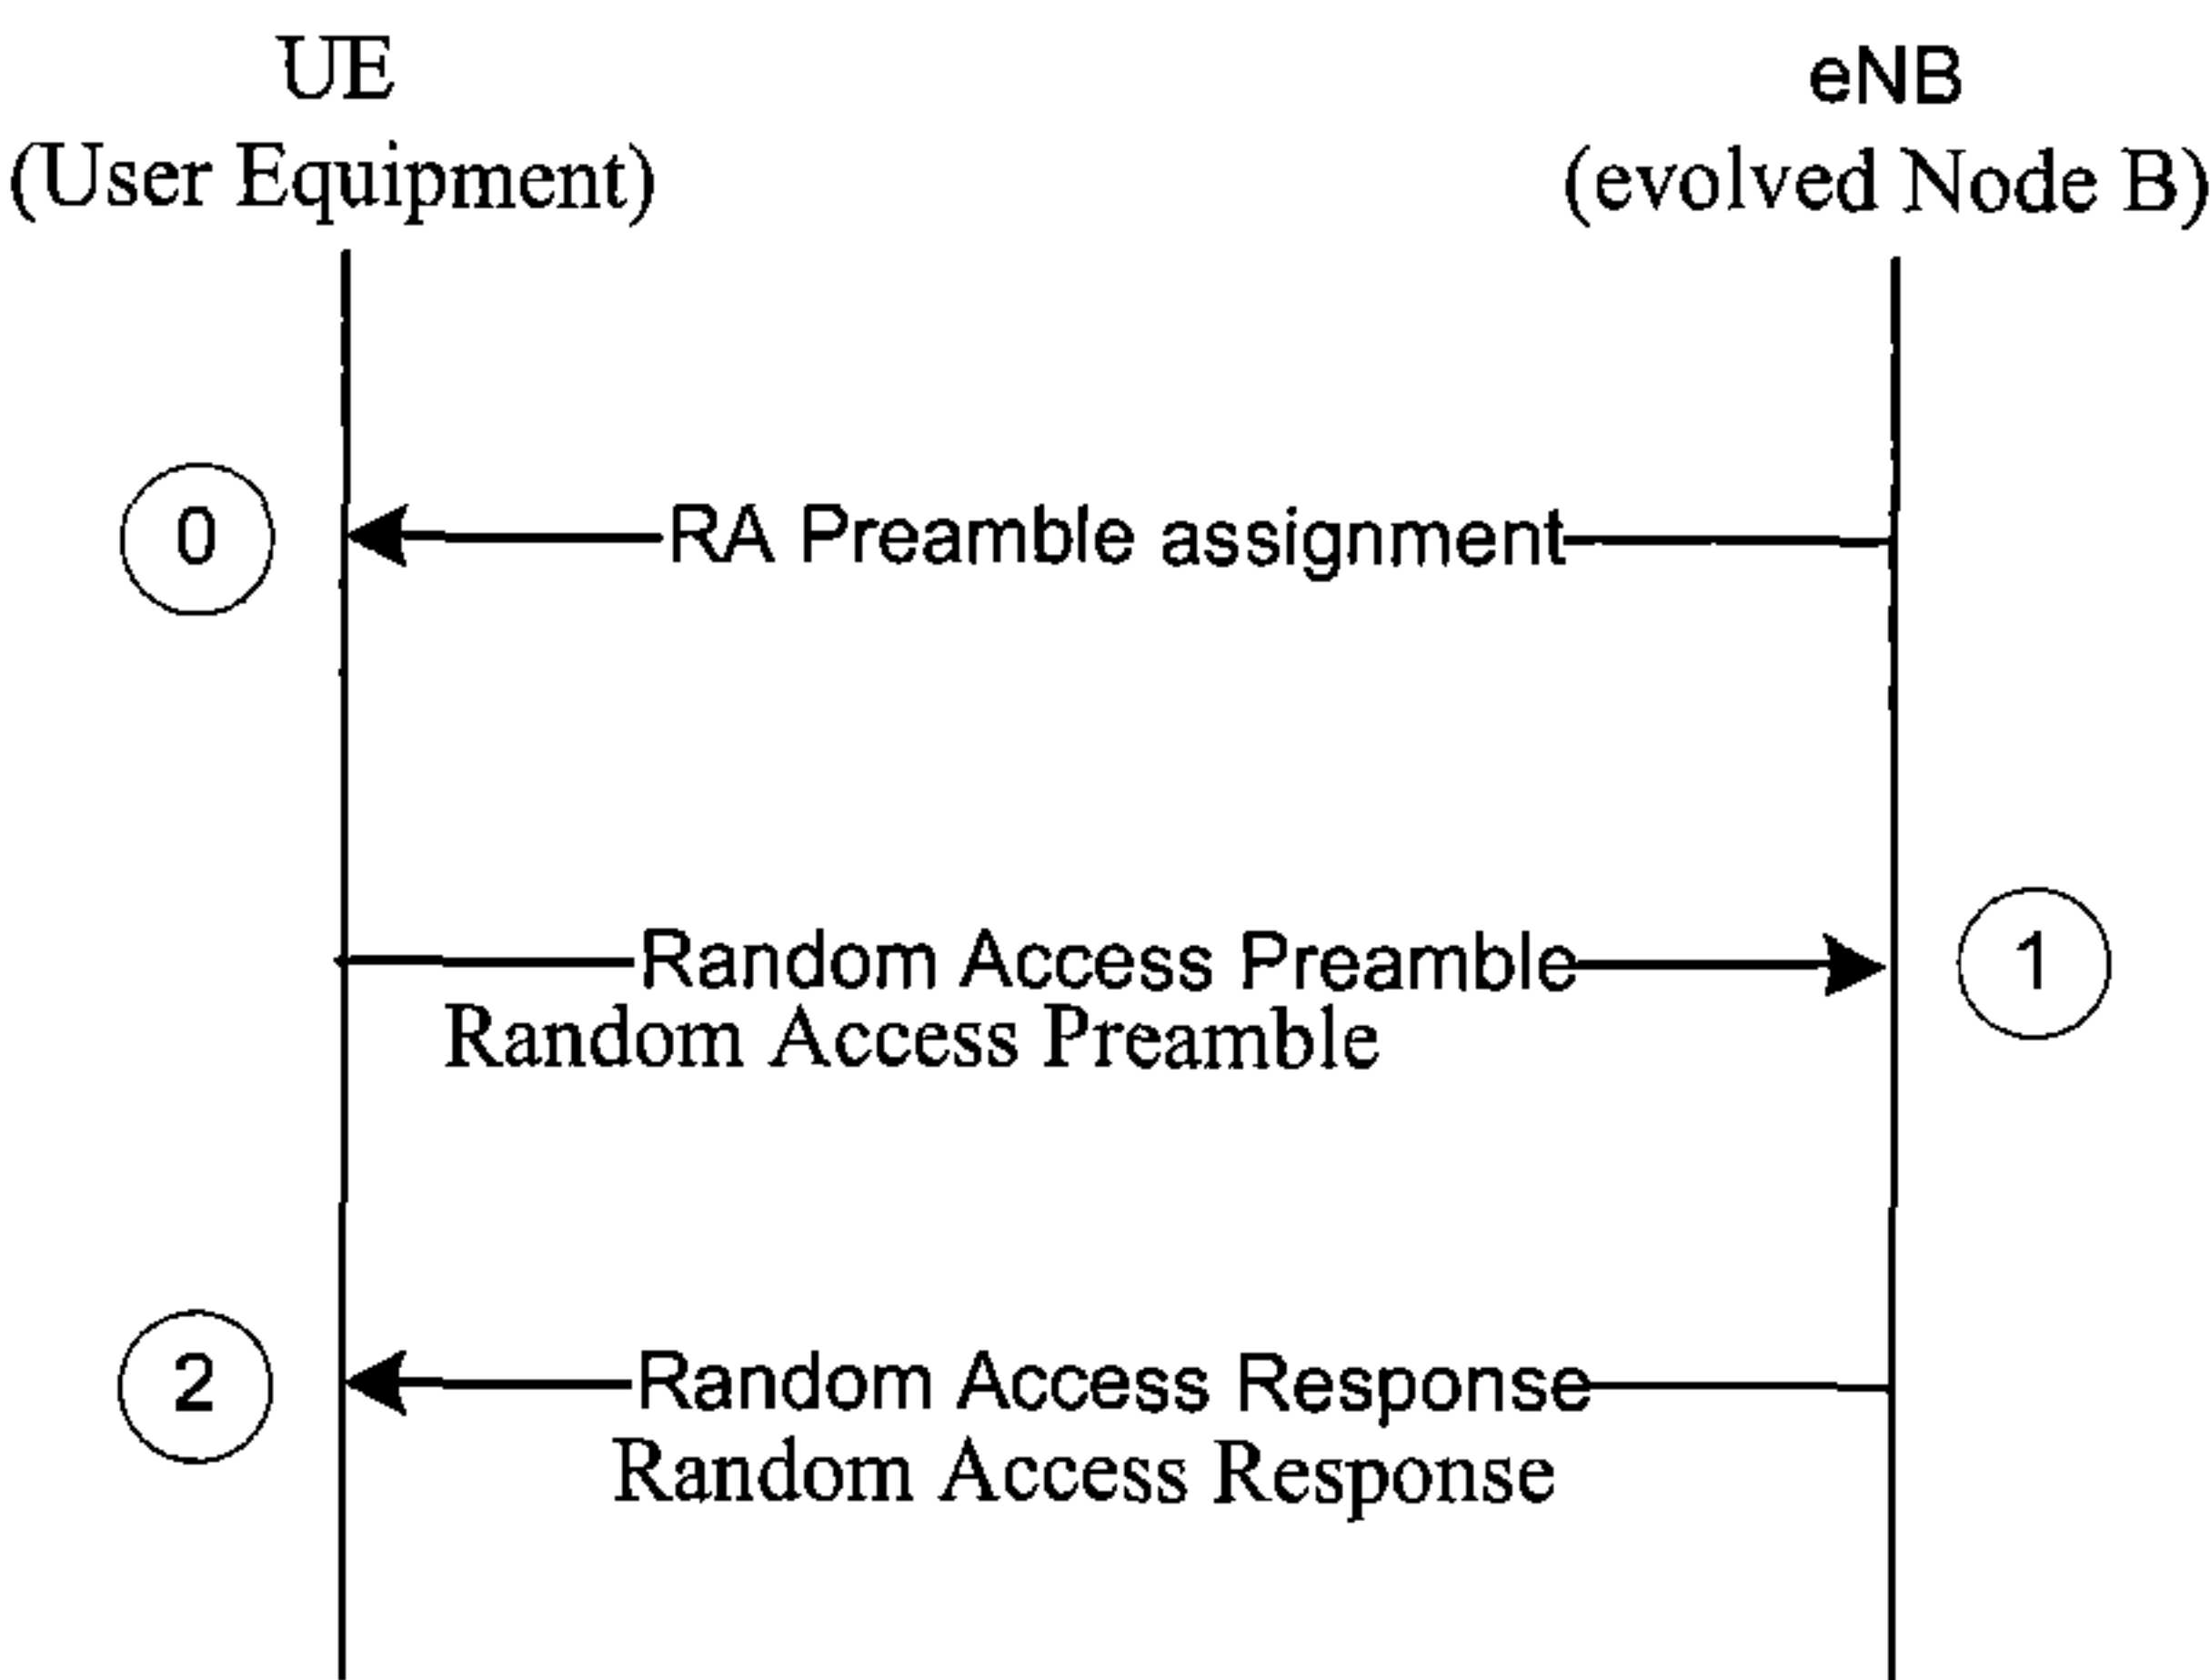 UE
(User Equipment)
eNB
(evolved Node B)
0
RA Preamble assignment
Random Access Preamble
1
Random Access Preamble
2
Random Access Response
Random Access Response